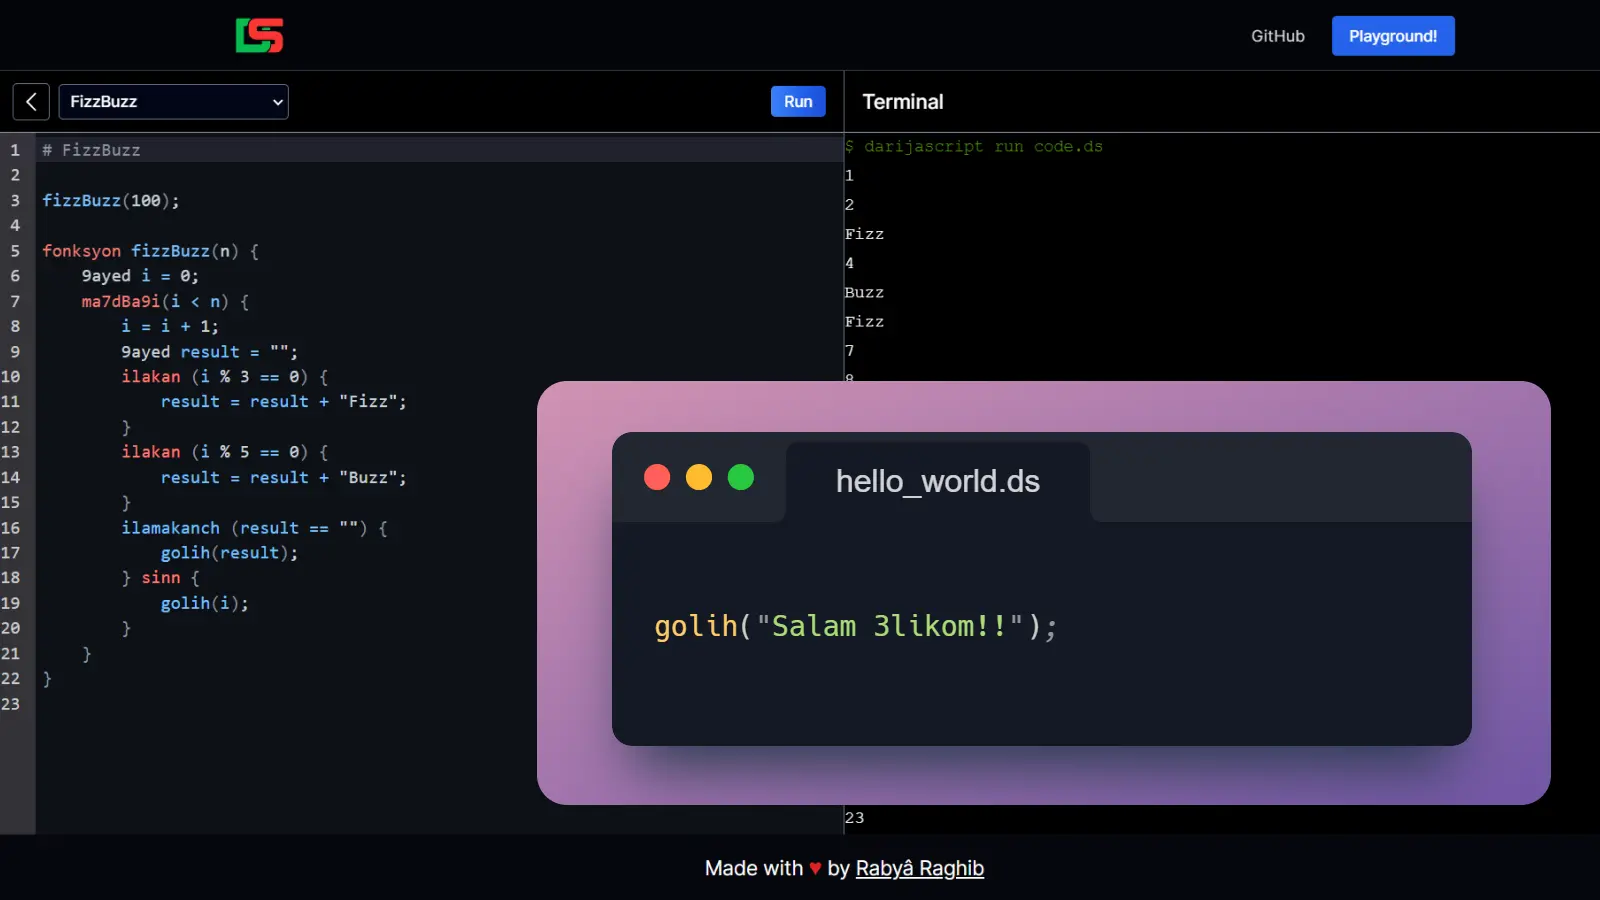 DS
GitHub
Playground!
FizzBuzz
Run
Terminal
1 # FizzBuzz
2
3 fizzBuzz(100);
4
5 fonksyon fizzBuzz(n) {
6 9ayed i = 0;
7 ma7dBa9i(i < n) {
8 i = i + 1;
9 9ayed result = "";
10 ilakan (i % 3 == 0) {
11 result = result + "Fizz";
12 }
13 ilakan (i % 5 == 0) {
14 result = result + "Buzz";
15 }
16 ilamakanch (result == "") {
17 golih(result);
18 } sinn {
19 golih(i);
20 }
21 }
22 }
23
$ darijascript run code.ds
1
2
Fizz
4
Buzz
Fizz
7
8
hello_world.ds
golih("Salam 3likom!!");
23
Made with ♥ by Rabyâ Raghib